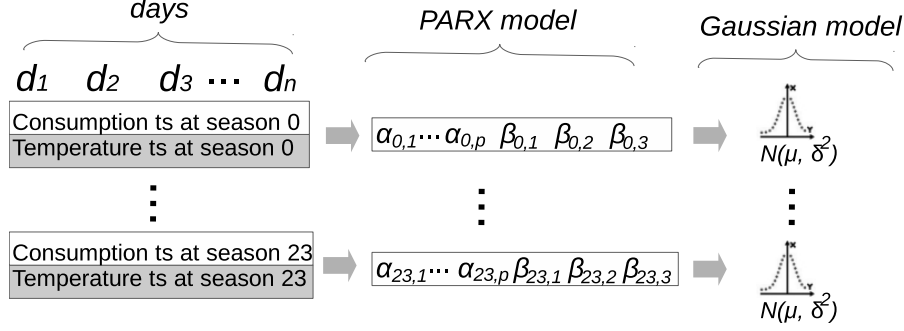 days
PARX model
Gaussian model
d1 d2 d3 ··· dn
Consumption ts at season 0
Temperature ts at season 0
α0,1··· α0,p β0,1 β0,2 β0,3
X
Y
N(μ, δ²)
Consumption ts at season 23
Temperature ts at season 23
α23,1··· α23,p β23,1 β23,2 β23,3
X
Y
N(μ, δ²)